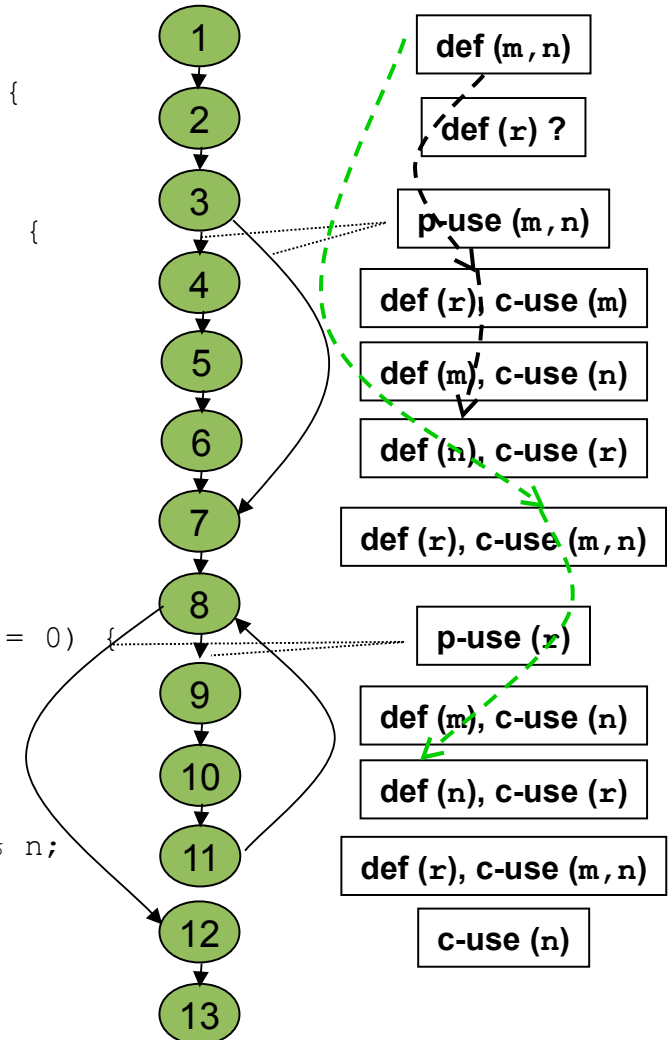 1
def (m,n)
{
2
def (r) ?
3
p-use (m,n)
{
4
def (r), c-use (m)
5
def (m), c-use (n)
6
def (n), c-use (r)
7
def (r), c-use (m,n)
8
= 0) {
p-use (r)
9
def (m), c-use (n)
10
def (n), c-use (r)
n;
11
def (r), c-use (m,n)
12
c-use (n)
13